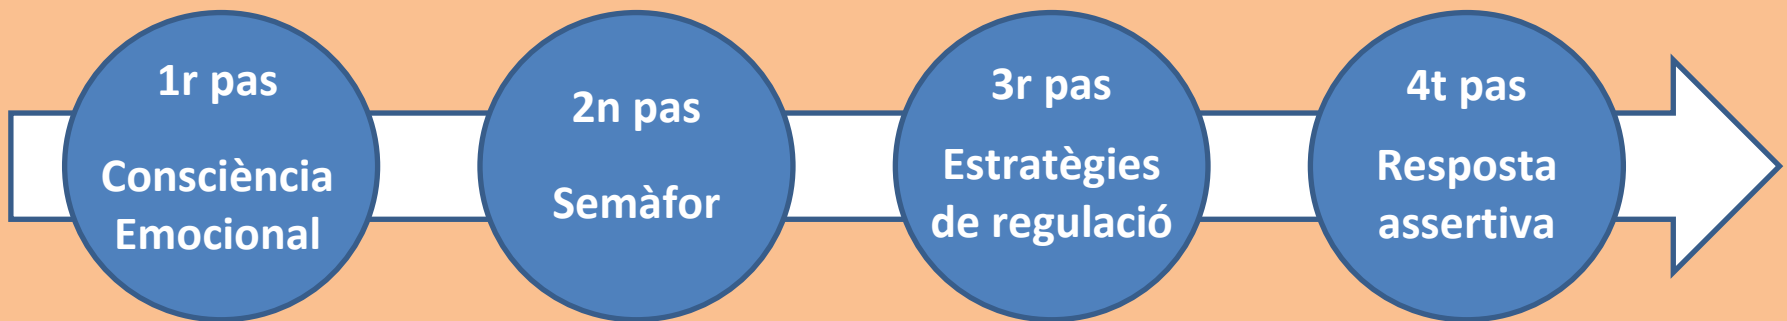 1r pas
Consciència
Emocional
2n pas
Semàfor
3r pas
Estratègies
de regulació
4t pas
Resposta
assertiva